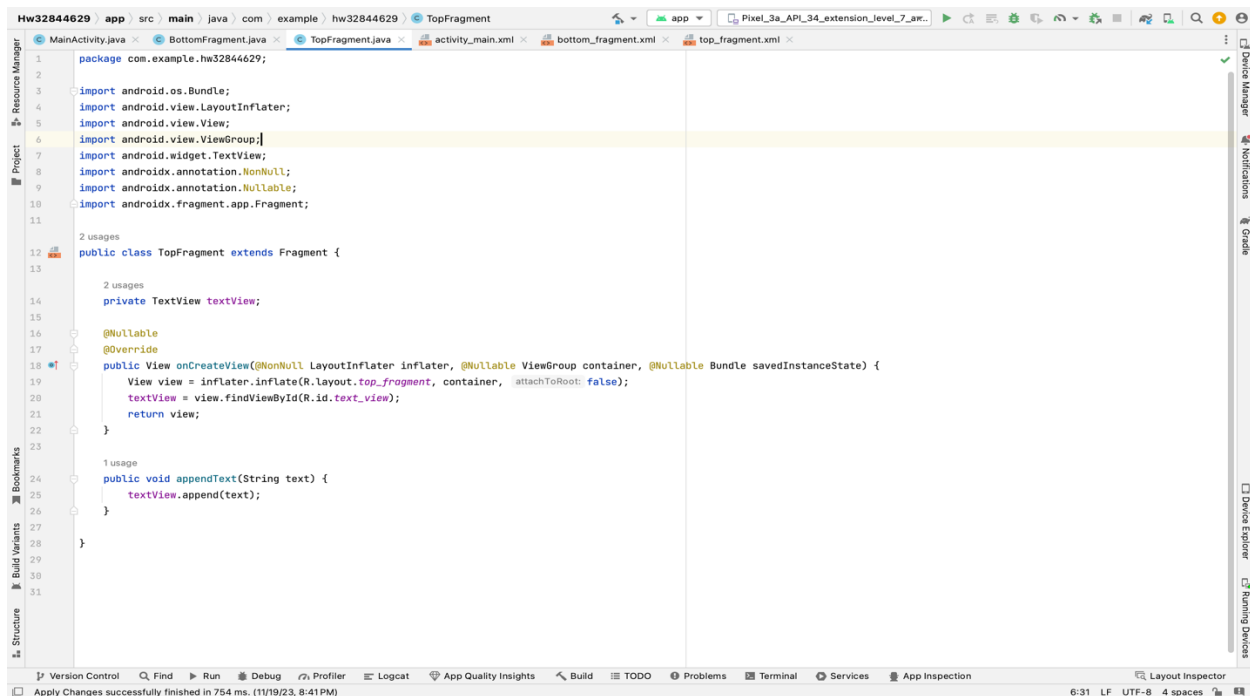 Hw32844629 〉 app 〉 src 〉 main 〉 java 〉 com 〉 example 〉 hw32844629 〉 TopFragment app Pixel_3a_API_34_extension_level_7_ar...
MainActivity.java BottomFragment.java TopFragment.java activity_main.xml bottom_fragment.xml top_fragment.xml
Resource Manager
Project
Bookmarks
Build Variants
Structure
1 package com.example.hw32844629;
2
3 import android.os.Bundle;
4 import android.view.LayoutInflater;
5 import android.view.View;
6 import android.view.ViewGroup;
7 import android.widget.TextView;
8 import androidx.annotation.NonNull;
9 import androidx.annotation.Nullable;
10 import androidx.fragment.app.Fragment;
11
2 usages
12 public class TopFragment extends Fragment {
13
2 usages
14 private TextView textView;
15
16 @Nullable
17 @Override
18 public View onCreateView(@NonNull LayoutInflater inflater, @Nullable ViewGroup container, @Nullable Bundle savedInstanceState) {
19 View view = inflater.inflate(R.layout.top_fragment, container, attachToRoot: false);
20 textView = view.findViewById(R.id.text_view);
21 return view;
22 }
23
1 usage
24 public void appendText(String text) {
25 textView.append(text);
26 }
27
28 }
29
30
31
Device Manager
Notifications
Gradle
Device Explorer
Running Devices
Version Control Find Run Debug Profiler Logcat App Quality Insights Build TODO Problems Terminal Services App Inspection Layout Inspector
Apply Changes successfully finished in 754 ms. (11/19/23, 8:41 PM) 6:31 LF UTF-8 4 spaces